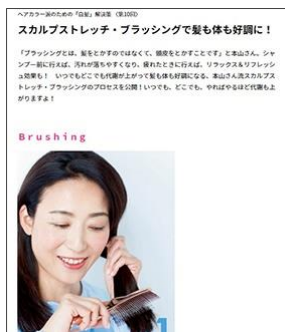 ヘアカラー派のための「白髪」解決策 〈第10回〉
スカルプストレッチ・ブラッシングで髪も体も好調に！
「ブラッシングとは、髪をとかすのではなくて、頭皮をとかすことです」と本山さん。シャ
ンプー前に行えば、汚れが落ちやすくなり、疲れたときに行えば、リラックス＆リフレッシ
ュ効果も！ いつでもどこでも代謝が上がって髪も体も好調になる、本山さん流スカルプス
トレッチ・ブラッシングのプロセスを公開！いつでも、どこでも、やればやるほど代謝も上
がりますよ！
Brushing
1